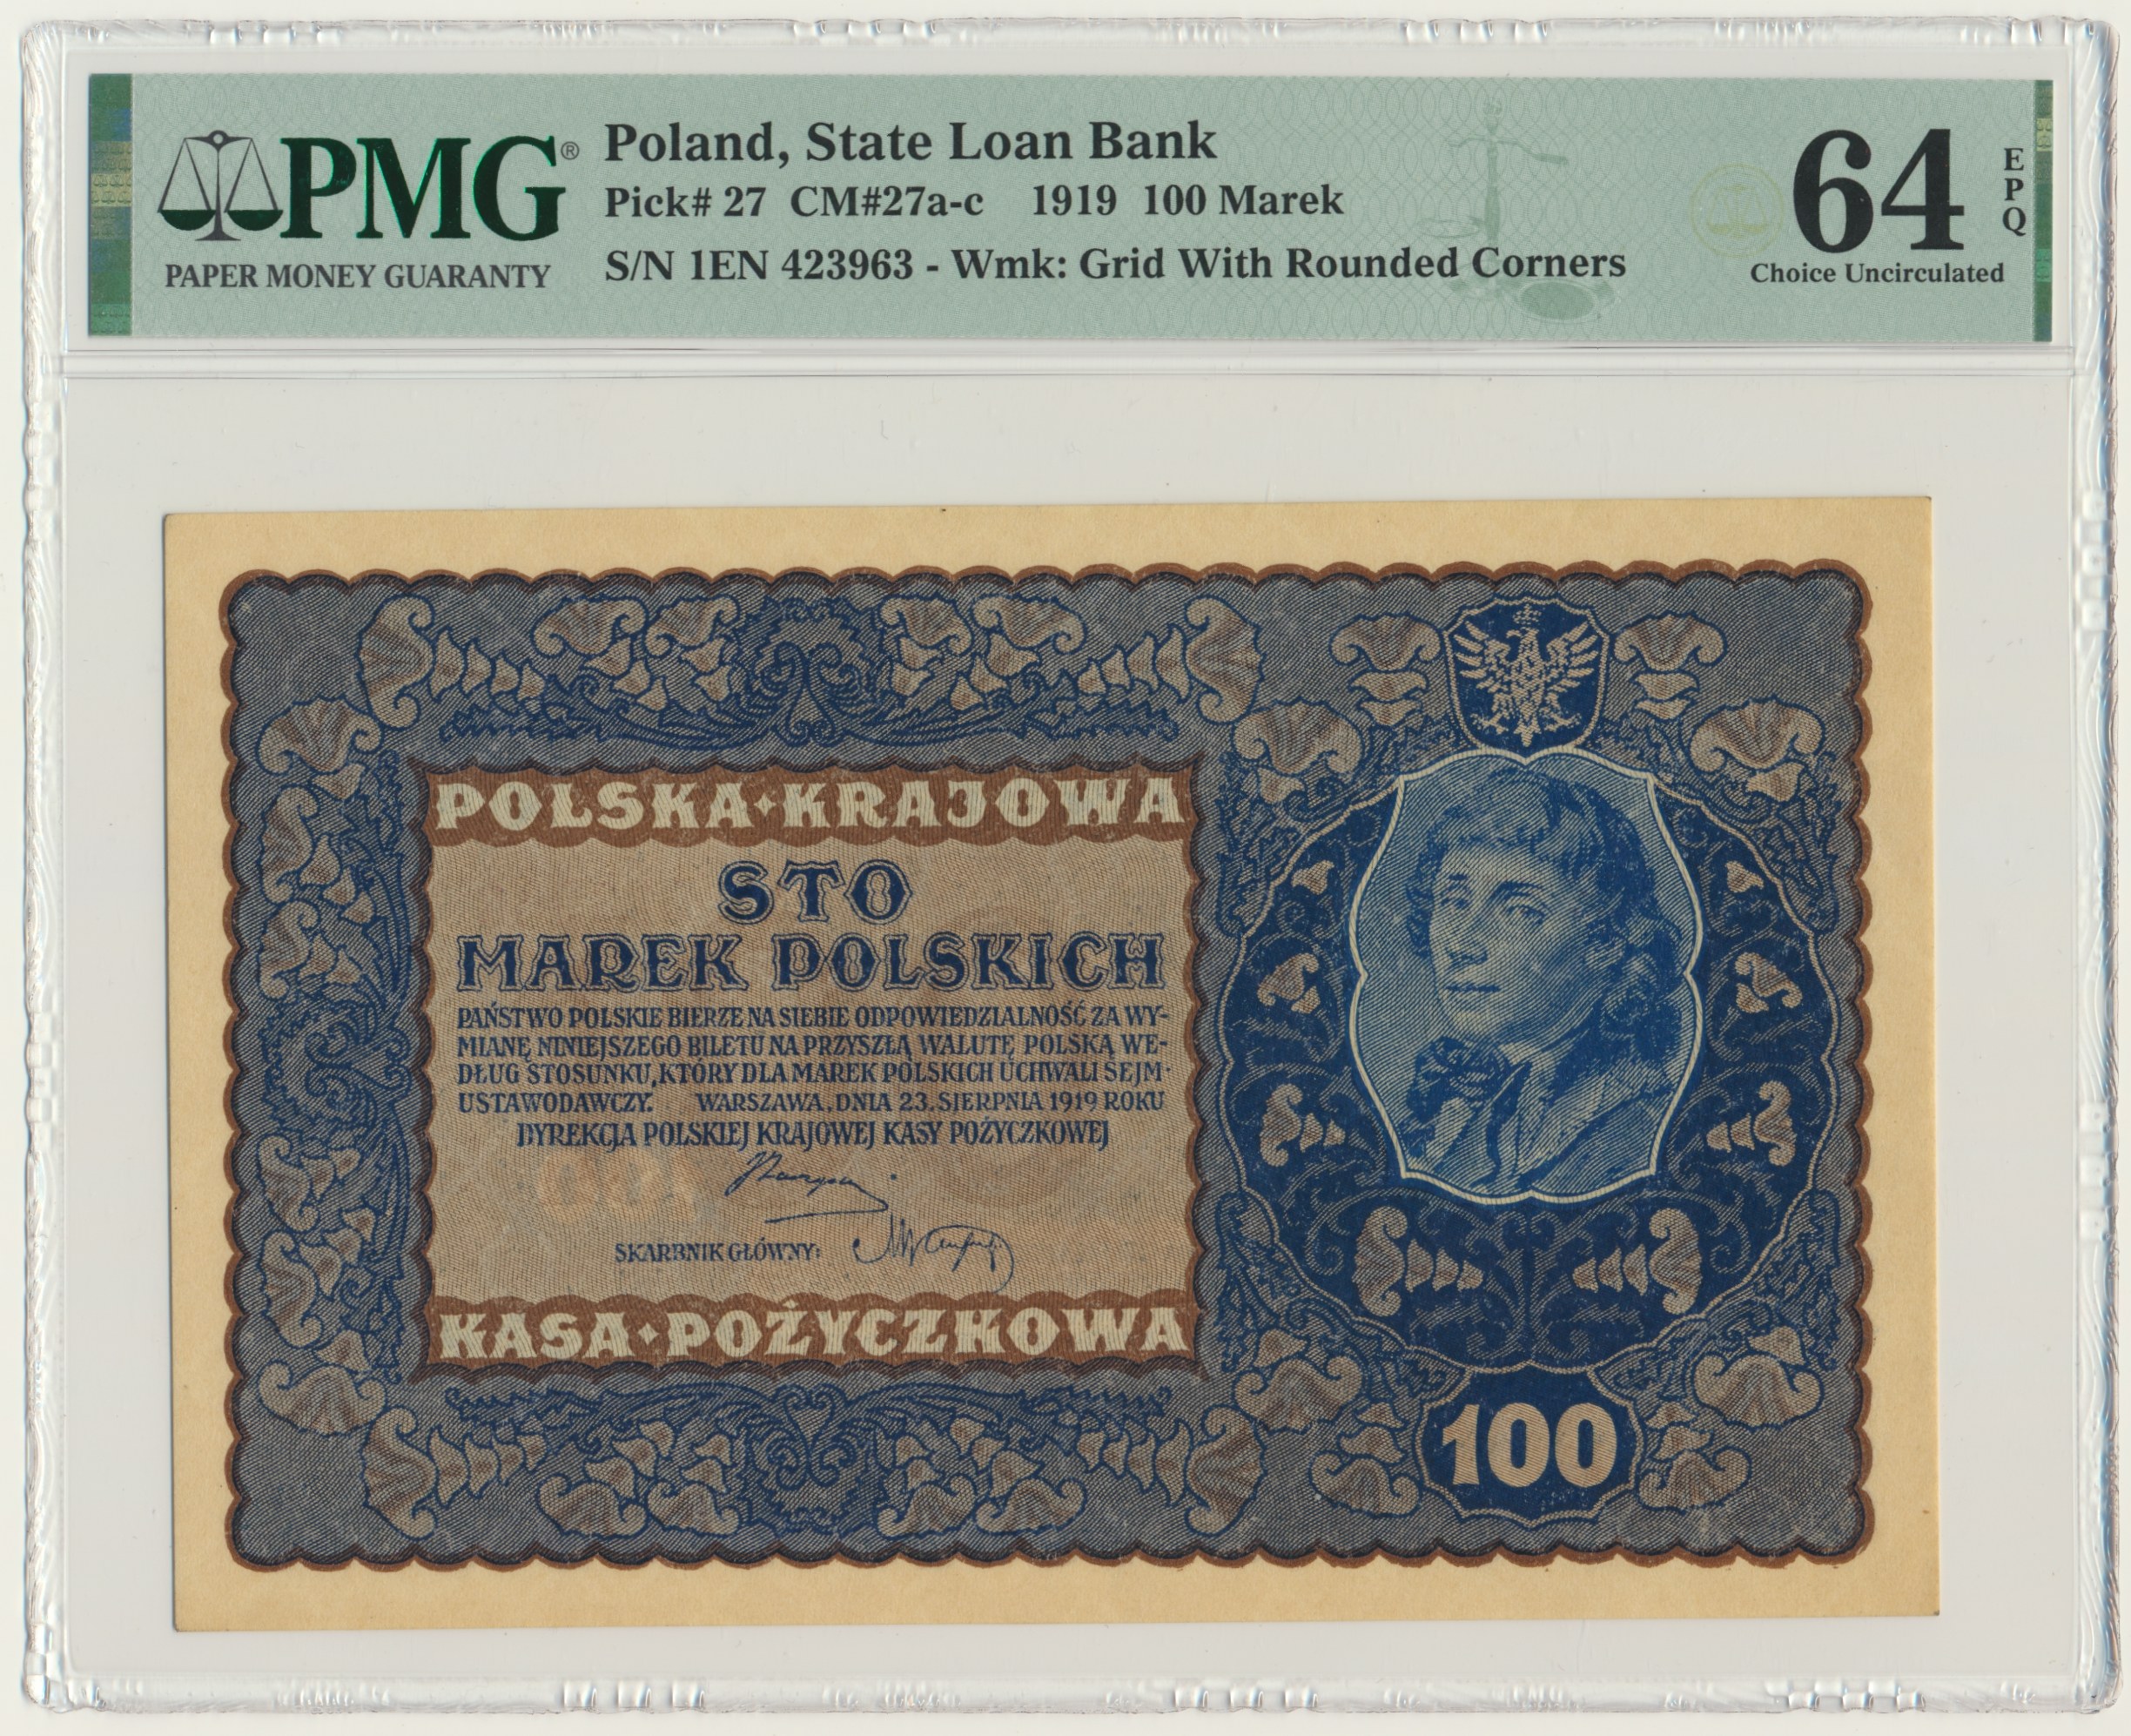 PMG®
PAPER MONEY GUARANTY
Poland, State Loan Bank
Pick# 27 CM#27a-c 1919 100 Marek
S/N 1EN 423963 - Wmk: Grid With Rounded Corners
64
EPQ
Choice Uncirculated
POLSKA·KRAJOWA
STO
MAREK POLSKICH
PAŃSTWO POLSKIE BIERZE NA SIEBIE ODPOWIEDZIALNOŚĆ ZA WY-
MIANĘ NINIEJSZEGO BILETU NA PRZYSZŁĄ WALUTĘ POLSKĄ WE-
DŁUG STOSUNKU, KTÓRY DLA MAREK POLSKICH UCHWALI SEJM
USTAWODAWCZY. WARSZAWA, DNIA 23. SIERPNIA 1919 ROKU
DYREKCJA POLSKIEJ KRAJOWEJ KASY POŻYCZKOWEJ
SKARBNIK GŁÓWNY:
KASA·POŻYCZKOWA
100